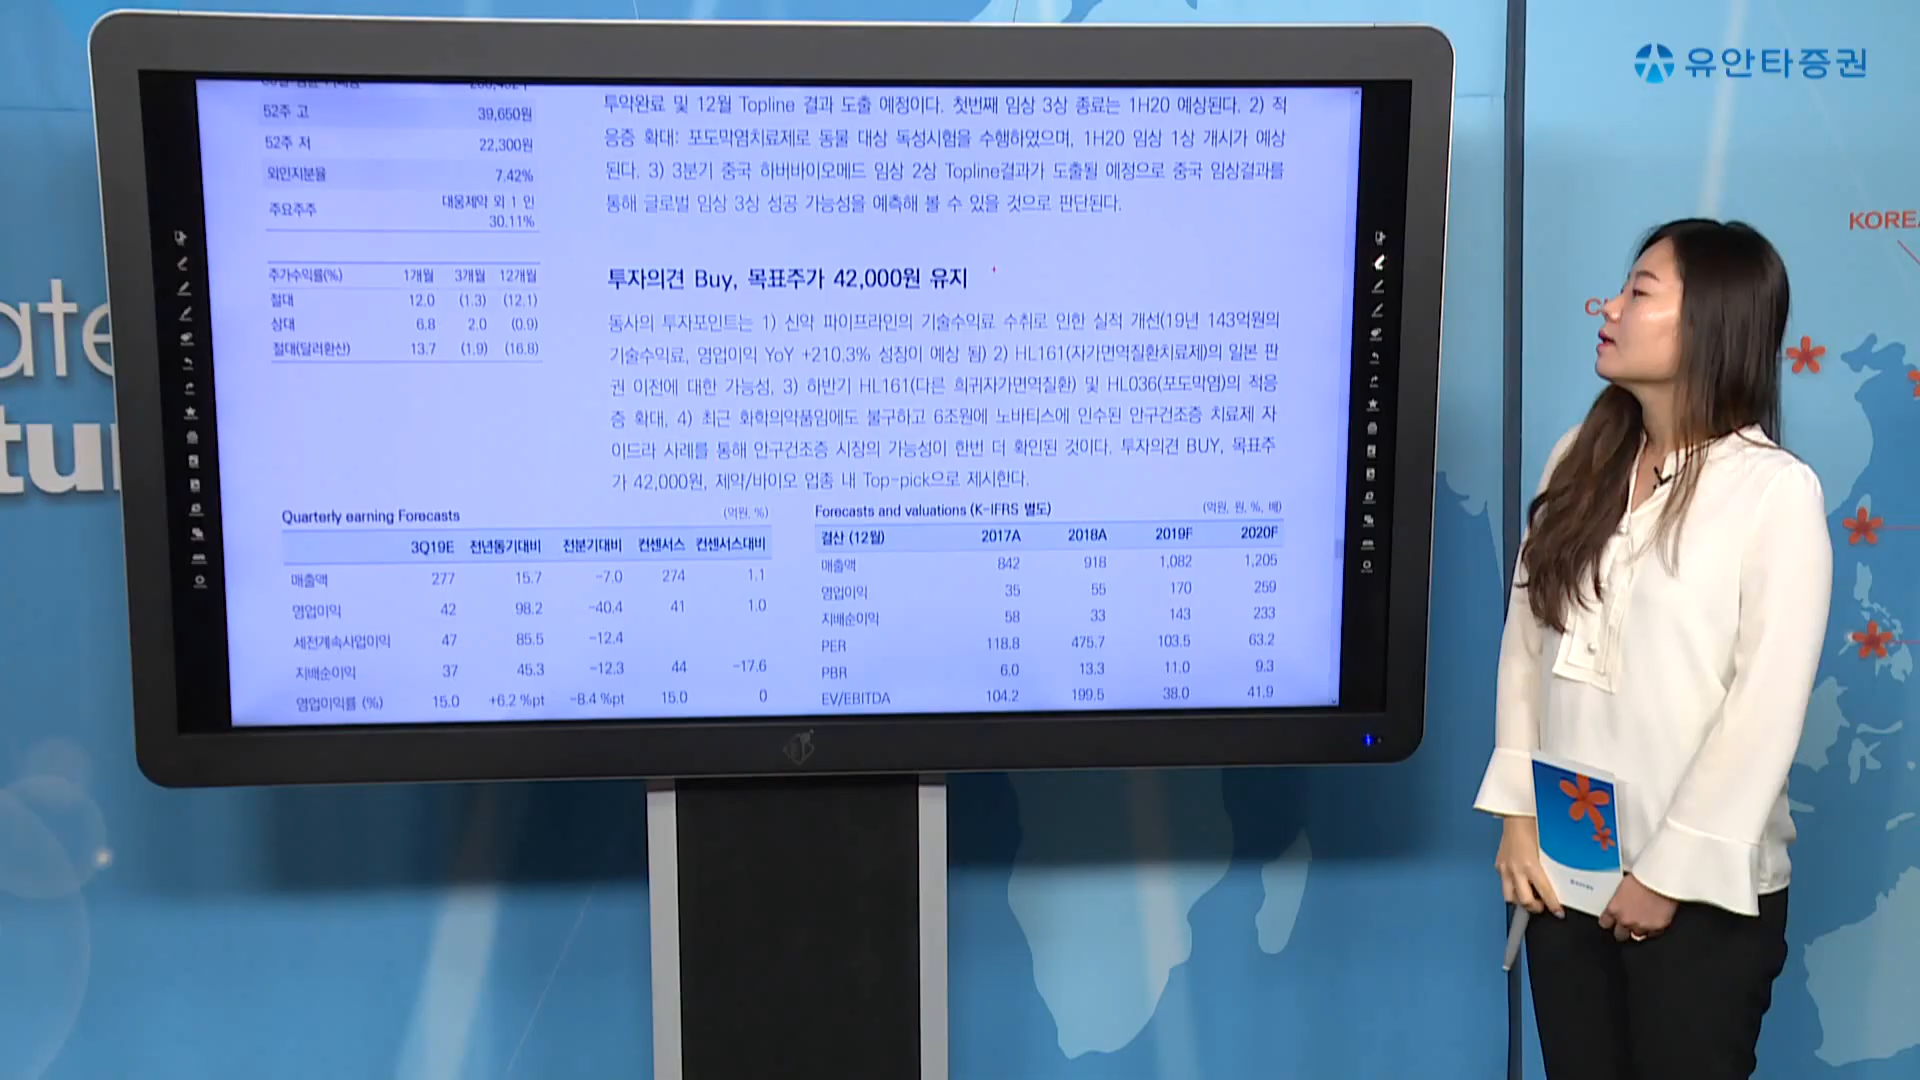 유안타증권
KORE
ate
tur
52주 고 39,650원
52주 저 22,300원
외인지분율 7.42%
주요주주 대웅제약 외 1 인
30.11%
주가수익률(%) 1개월 3개월 12개월
절대 12.0 (1.3) (12.1)
상대 6.8 2.0 (0.9)
절대(달러환산) 13.7 (1.9) (16.8)
투약완료 및 12월 Topline 결과 도출 예정이다. 첫번째 임상 3상 종료는 1H20 예상된다. 2) 적
응증 확대: 포도막염치료제로 동물 대상 독성시험을 수행하였으며, 1H20 임상 1상 개시가 예상
된다. 3) 3분기 중국 하버바이오메드 임상 2상 Topline결과가 도출될 예정으로 중국 임상결과를
통해 글로벌 임상 3상 성공 가능성을 예측해 볼 수 있을 것으로 판단된다.
투자의견 Buy, 목표주가 42,000원 유지
동사의 투자포인트는 1) 신약 파이프라인의 기술수익료 수취로 인한 실적 개선(19년 143억원의
기술수익료, 영업이익 YoY +210.3% 성장이 예상 됨) 2) HL161(자가면역질환치료제)의 일본 판
권 이전에 대한 가능성, 3) 하반기 HL161(다른 희귀자가면역질환) 및 HL036(포도막염)의 적응
증 확대, 4) 최근 화학의약품임에도 불구하고 6조원에 노바티스에 인수된 안구건조증 치료제 자
이드라 사례를 통해 안구건조증 시장의 가능성이 한번 더 확인된 것이다. 투자의견 BUY, 목표주
가 42,000원, 제약/바이오 업종 내 Top-pick으로 제시한다.
Quarterly earning Forecasts (억원, %)
3Q19E 전년동기대비 전분기대비 컨센서스 컨센서스대비
매출액 277 15.7 -7.0 274 1.1
영업이익 42 98.2 -40.4 41 1.0
세전계속사업이익 47 85.5 -12.4
지배순이익 37 45.3 -12.3 44 -17.6
영업이익률 (%) 15.0 +6.2 %pt -8.4 %pt 15.0 0
Forecasts and valuations (K-IFRS 별도) (억원, 원, %, 배)
결산 (12월) 2017A 2018A 2019F 2020F
매출액 842 918 1,082 1,205
영업이익 35 55 170 259
지배순이익 58 33 143 233
PER 118.8 475.7 103.5 63.2
PBR 6.0 13.3 11.0 9.3
EV/EBITDA 104.2 199.5 38.0 41.9